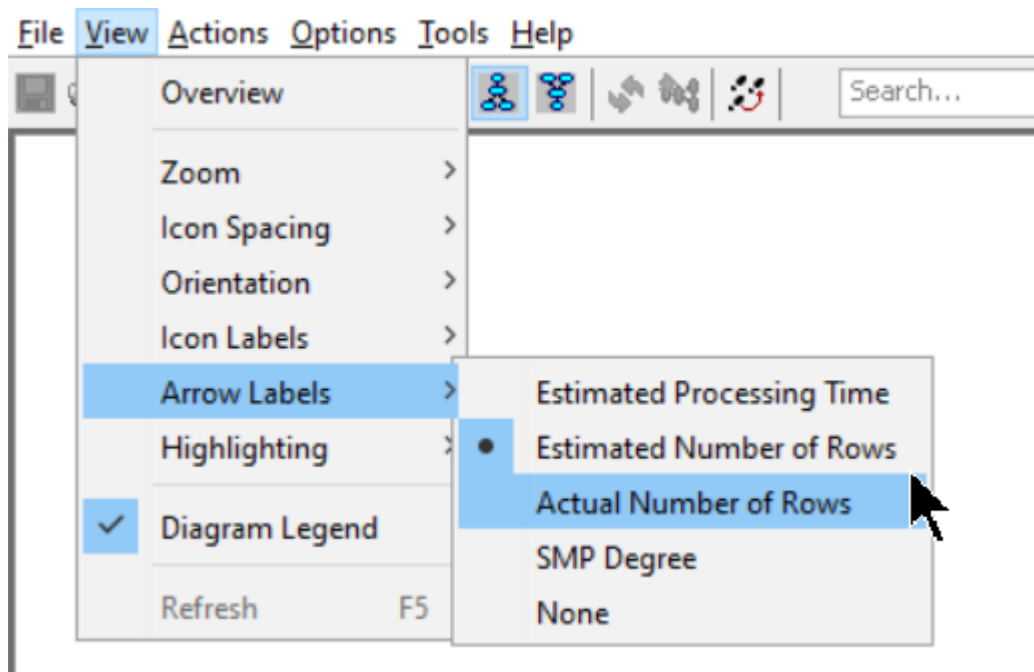 File View Actions Options Tools Help
Search...
Overview
Zoom
Icon Spacing
Orientation
Icon Labels
Arrow Labels
Highlighting
Diagram Legend
Refresh F5
Estimated Processing Time
Estimated Number of Rows
Actual Number of Rows
SMP Degree
None